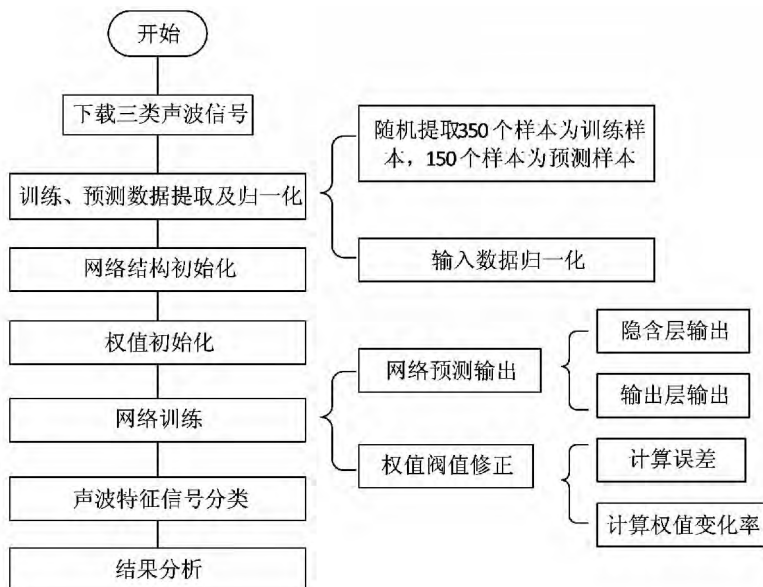 开始
下载三类声波信号
训练、预测数据提取及归一化
随机提取350个样本为训练样
本，150个样本为预测样本
输入数据归一化
网络结构初始化
权值初始化
网络训练
网络预测输出
隐含层输出
输出层输出
权值阀值修正
计算误差
计算权值变化率
声波特征信号分类
结果分析